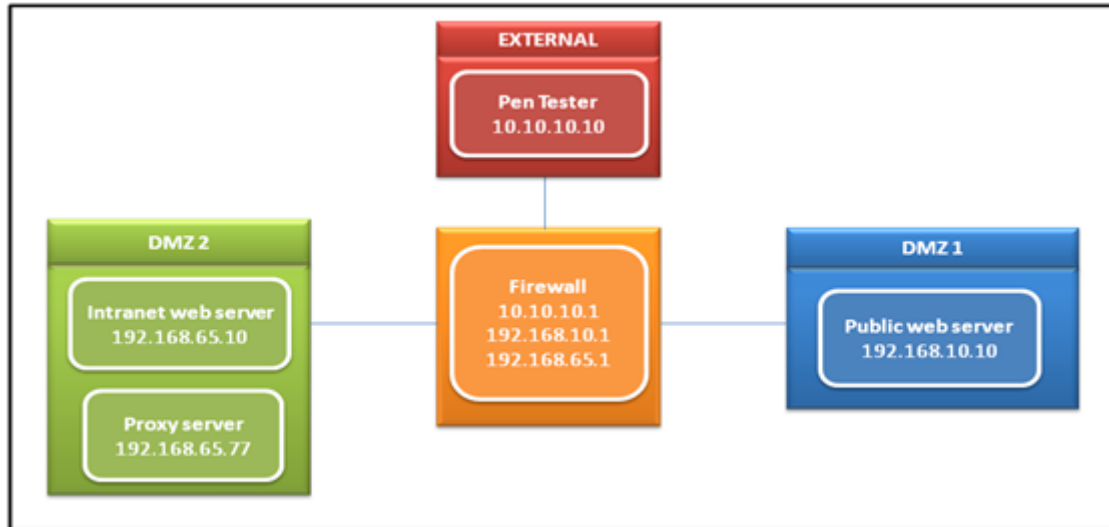 EXTERNAL
Pen Tester
10.10.10.10
DMZ 2
Intranet web server
192.168.65.10
Proxy server
192.168.65.77
Firewall
10.10.10.1
192.168.10.1
192.168.65.1
DMZ 1
Public web server
192.168.10.10